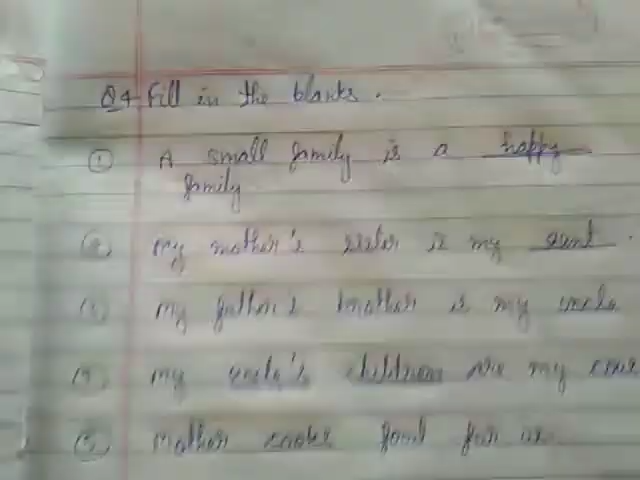 Q4 Fill in the blanks.
① A small family is a happy
family
② my mother's sister is my aunt.
③ my father's brother is my uncle
④ my uncle's children are my
⑤ mother cooks food for us